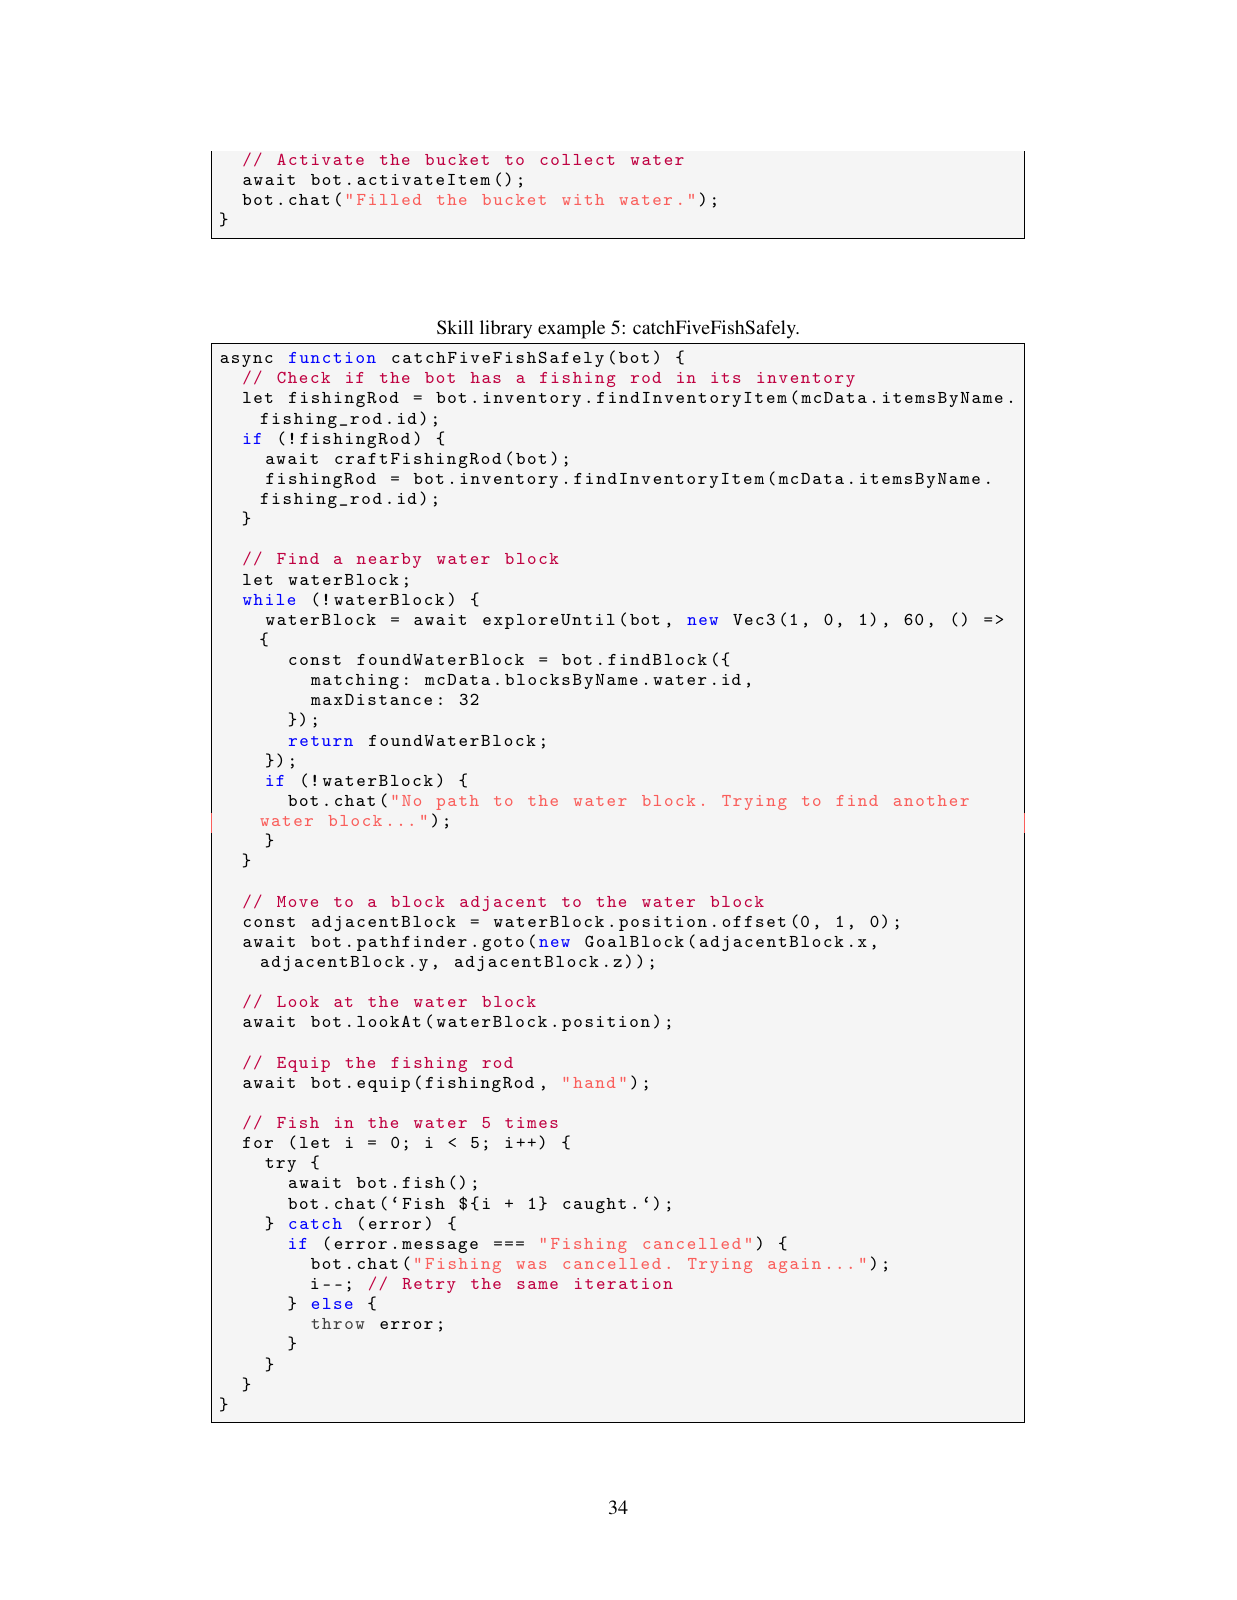 // Activate the bucket to collect water
  await bot.activateItem();
  bot.chat("Filled the bucket with water.");
}
Skill library example 5: catchFiveFishSafely.
async function catchFiveFishSafely(bot) {
  // Check if the bot has a fishing rod in its inventory
  let fishingRod = bot.inventory.findInventoryItem(mcData.itemsByName.
    fishing_rod.id);
  if (!fishingRod) {
    await craftFishingRod(bot);
    fishingRod = bot.inventory.findInventoryItem(mcData.itemsByName.
    fishing_rod.id);
  }

  // Find a nearby water block
  let waterBlock;
  while (!waterBlock) {
    waterBlock = await exploreUntil(bot, new Vec3(1, 0, 1), 60, () =>
    {
      const foundWaterBlock = bot.findBlock({
        matching: mcData.blocksByName.water.id,
        maxDistance: 32
      });
      return foundWaterBlock;
    });
    if (!waterBlock) {
      bot.chat("No path to the water block. Trying to find another
    water block...");
    }
  }

  // Move to a block adjacent to the water block
  const adjacentBlock = waterBlock.position.offset(0, 1, 0);
  await bot.pathfinder.goto(new GoalBlock(adjacentBlock.x,
    adjacentBlock.y, adjacentBlock.z));

  // Look at the water block
  await bot.lookAt(waterBlock.position);

  // Equip the fishing rod
  await bot.equip(fishingRod, "hand");

  // Fish in the water 5 times
  for (let i = 0; i < 5; i++) {
    try {
      await bot.fish();
      bot.chat(‘Fish ${i + 1} caught.‘);
    } catch (error) {
      if (error.message === "Fishing cancelled") {
        bot.chat("Fishing was cancelled. Trying again...");
        i--; // Retry the same iteration
      } else {
        throw error;
      }
    }
  }
}
34